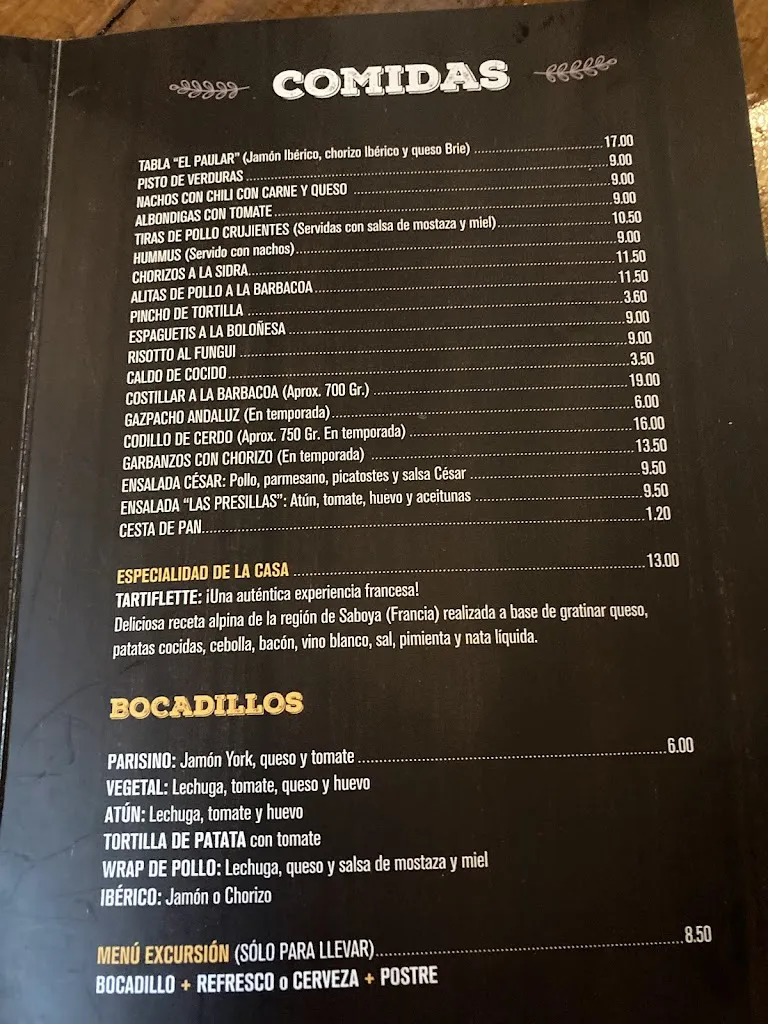 COMIDAS
TABLA "EL PAULAR" (Jamón Ibérico, chorizo Ibérico y queso Brie) 17.00
PISTO DE VERDURAS 9.00
NACHOS CON CHILI CON CARNE Y QUESO 9.00
ALBONDIGAS CON TOMATE 9.00
TIRAS DE POLLO CRUJIENTES (Servidas con salsa de mostaza y miel) 10.50
HUMMUS (Servido con nachos) 9.00
CHORIZOS A LA SIDRA 11.50
ALITAS DE POLLO A LA BARBACOA 11.50
PINCHO DE TORTILLA 3.60
ESPAGUETIS A LA BOLOÑESA 9.00
RISOTTO AL FUNGUI 9.00
CALDO DE COCIDO 3.50
COSTILLAR A LA BARBACOA (Aprox. 700 Gr.) 19.00
GAZPACHO ANDALUZ (En temporada) 6.00
CODILLO DE CERDO (Aprox. 750 Gr. En temporada) 16.00
GARBANZOS CON CHORIZO (En temporada) 13.50
ENSALADA CÉSAR: Pollo, parmesano, picatostes y salsa César 9.50
ENSALADA "LAS PRESILLAS": Atún, tomate, huevo y aceitunas 9.50
CESTA DE PAN 1.20
ESPECIALIDAD DE LA CASA 13.00
TARTIFLETTE: ¡Una auténtica experiencia francesa!
Deliciosa receta alpina de la región de Saboya (Francia) realizada a base de gratinar queso,
patatas cocidas, cebolla, bacón, vino blanco, sal, pimienta y nata líquida.
BOCADILLOS
PARISINO: Jamón York, queso y tomate 6.00
VEGETAL: Lechuga, tomate, queso y huevo
ATÚN: Lechuga, tomate y huevo
TORTILLA DE PATATA con tomate
WRAP DE POLLO: Lechuga, queso y salsa de mostaza y miel
IBÉRICO: Jamón o Chorizo
MENÚ EXCURSIÓN (SÓLO PARA LLEVAR) 8.50
BOCADILLO + REFRESCO o CERVEZA + POSTRE